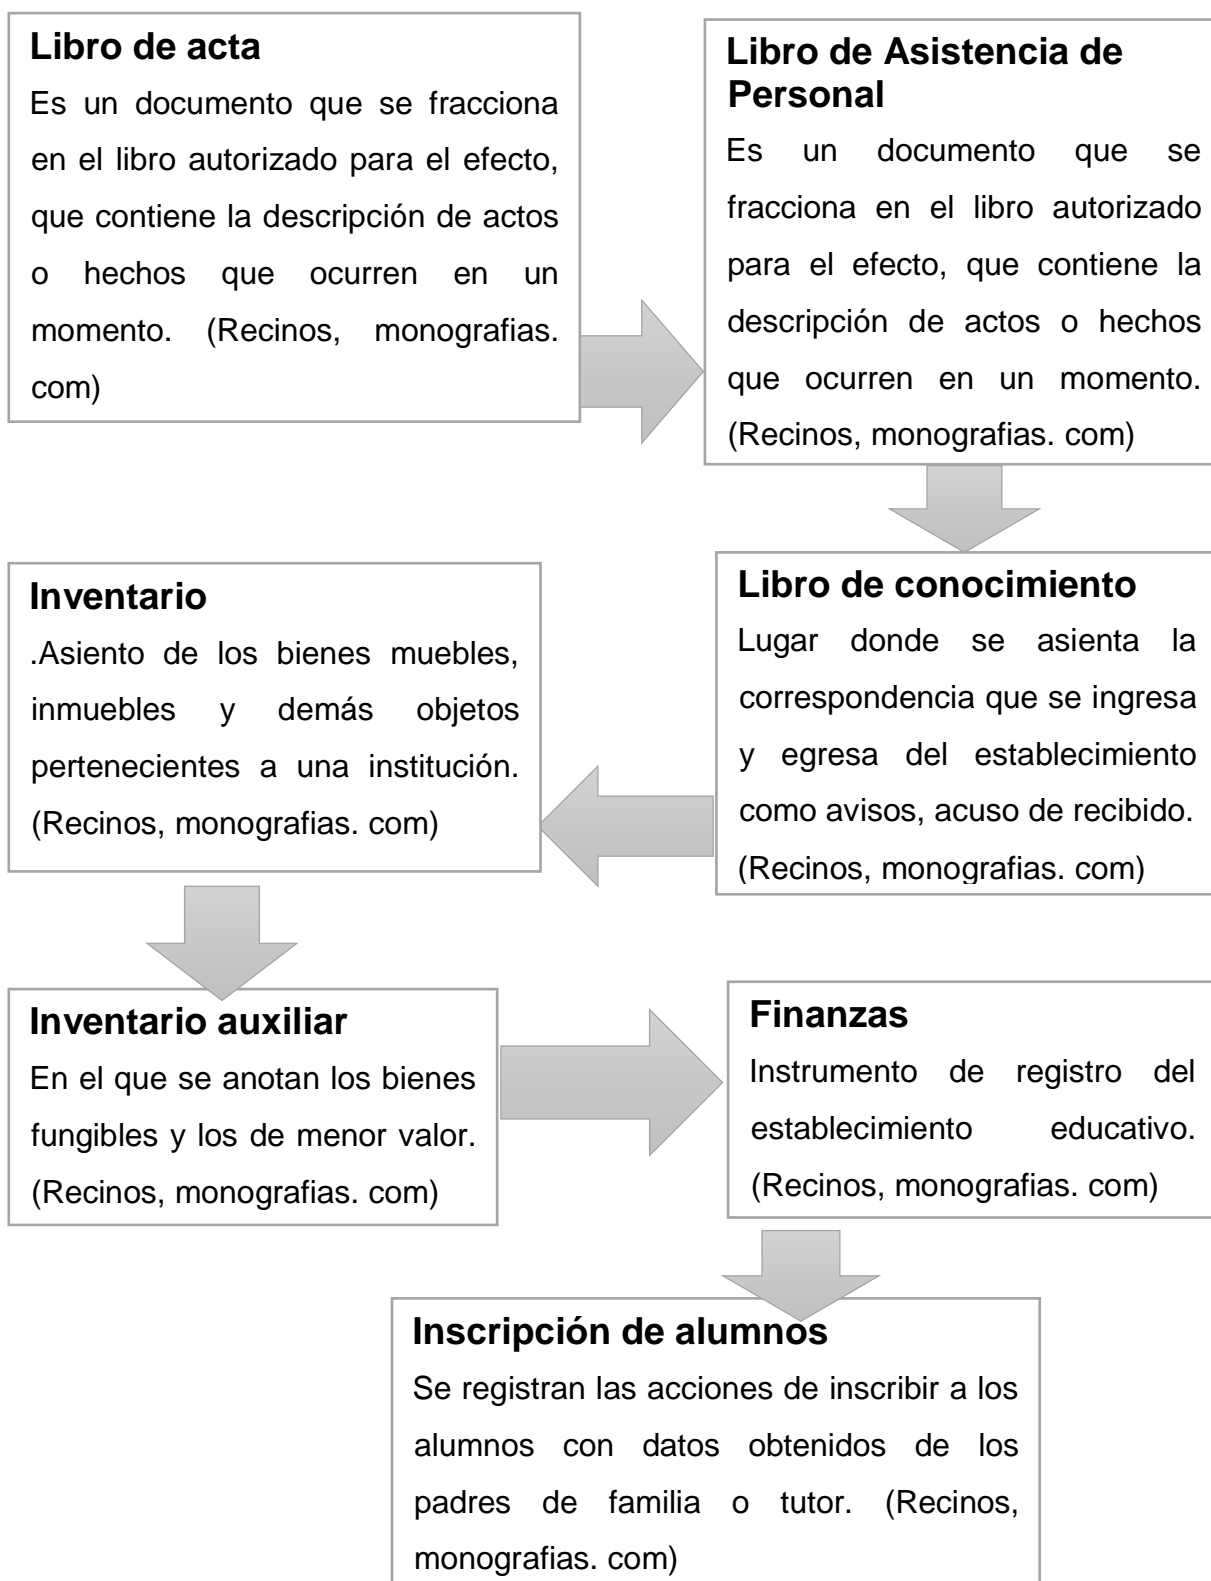 Libro de acta
Es un documento que se fracciona
en el libro autorizado para el efecto,
que contiene la descripción de actos
o hechos que ocurren en un
momento. (Recinos, monografias.
com)
Libro de Asistencia de
Personal
Es un documento que se
fracciona en el libro autorizado
para el efecto, que contiene la
descripción de actos o hechos
que ocurren en un momento.
(Recinos, monografias. com)
Libro de conocimiento
Lugar donde se asienta la
correspondencia que se ingresa
y egresa del establecimiento
como avisos, acuso de recibido.
(Recinos, monografias. com)
Inventario
.Asiento de los bienes muebles,
inmuebles y demás objetos
pertenecientes a una institución.
(Recinos, monografias. com)
Inventario auxiliar
En el que se anotan los bienes
fungibles y los de menor valor.
(Recinos, monografias. com)
Finanzas
Instrumento de registro del
establecimiento educativo.
(Recinos, monografias. com)
Inscripción de alumnos
Se registran las acciones de inscribir a los
alumnos con datos obtenidos de los
padres de familia o tutor. (Recinos,
monografias. com)